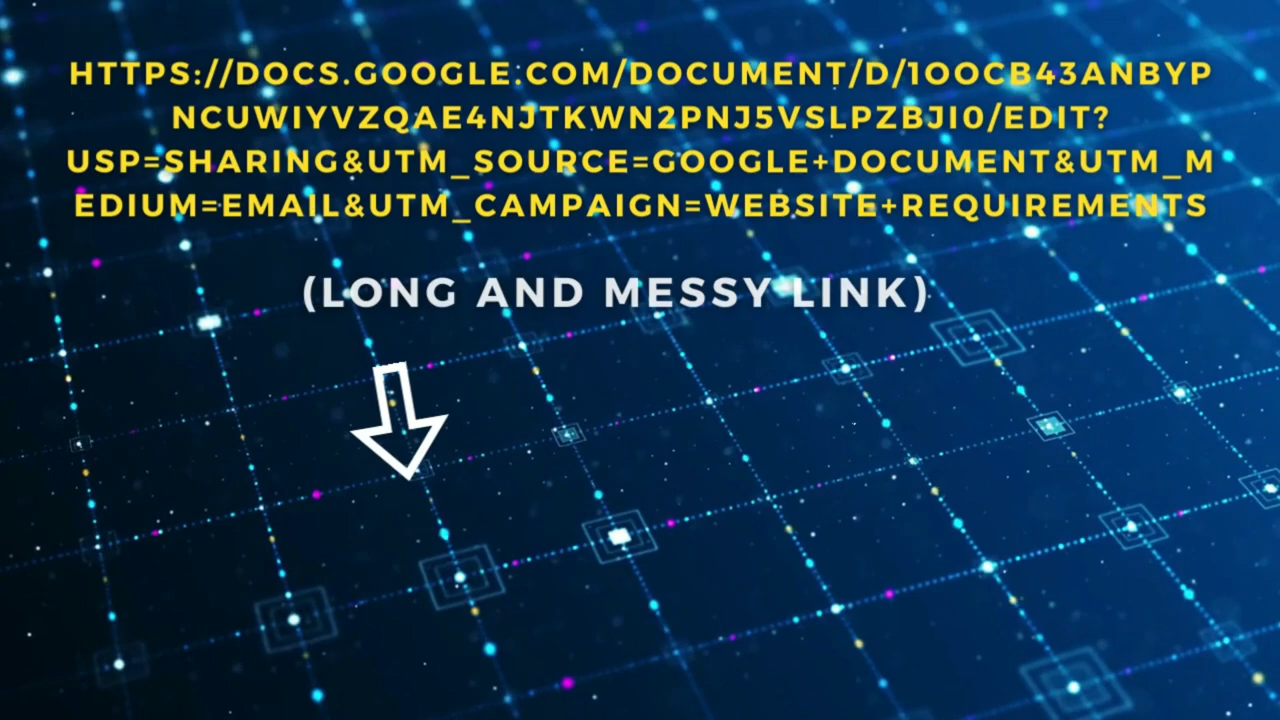 HTTPS://DOCS.GOOGLE.COM/DOCUMENT/D/1OOCB43ANBYP
NCUWIYVZQAE4NJTKWN2PNJ5VSLPZBJI0/EDIT?
USP=SHARING&UTM_SOURCE=GOOGLE+DOCUMENT&UTM_M
EDIUM=EMAIL&UTM_CAMPAIGN=WEBSITE+REQUIREMENTS
(LONG AND MESSY LINK)